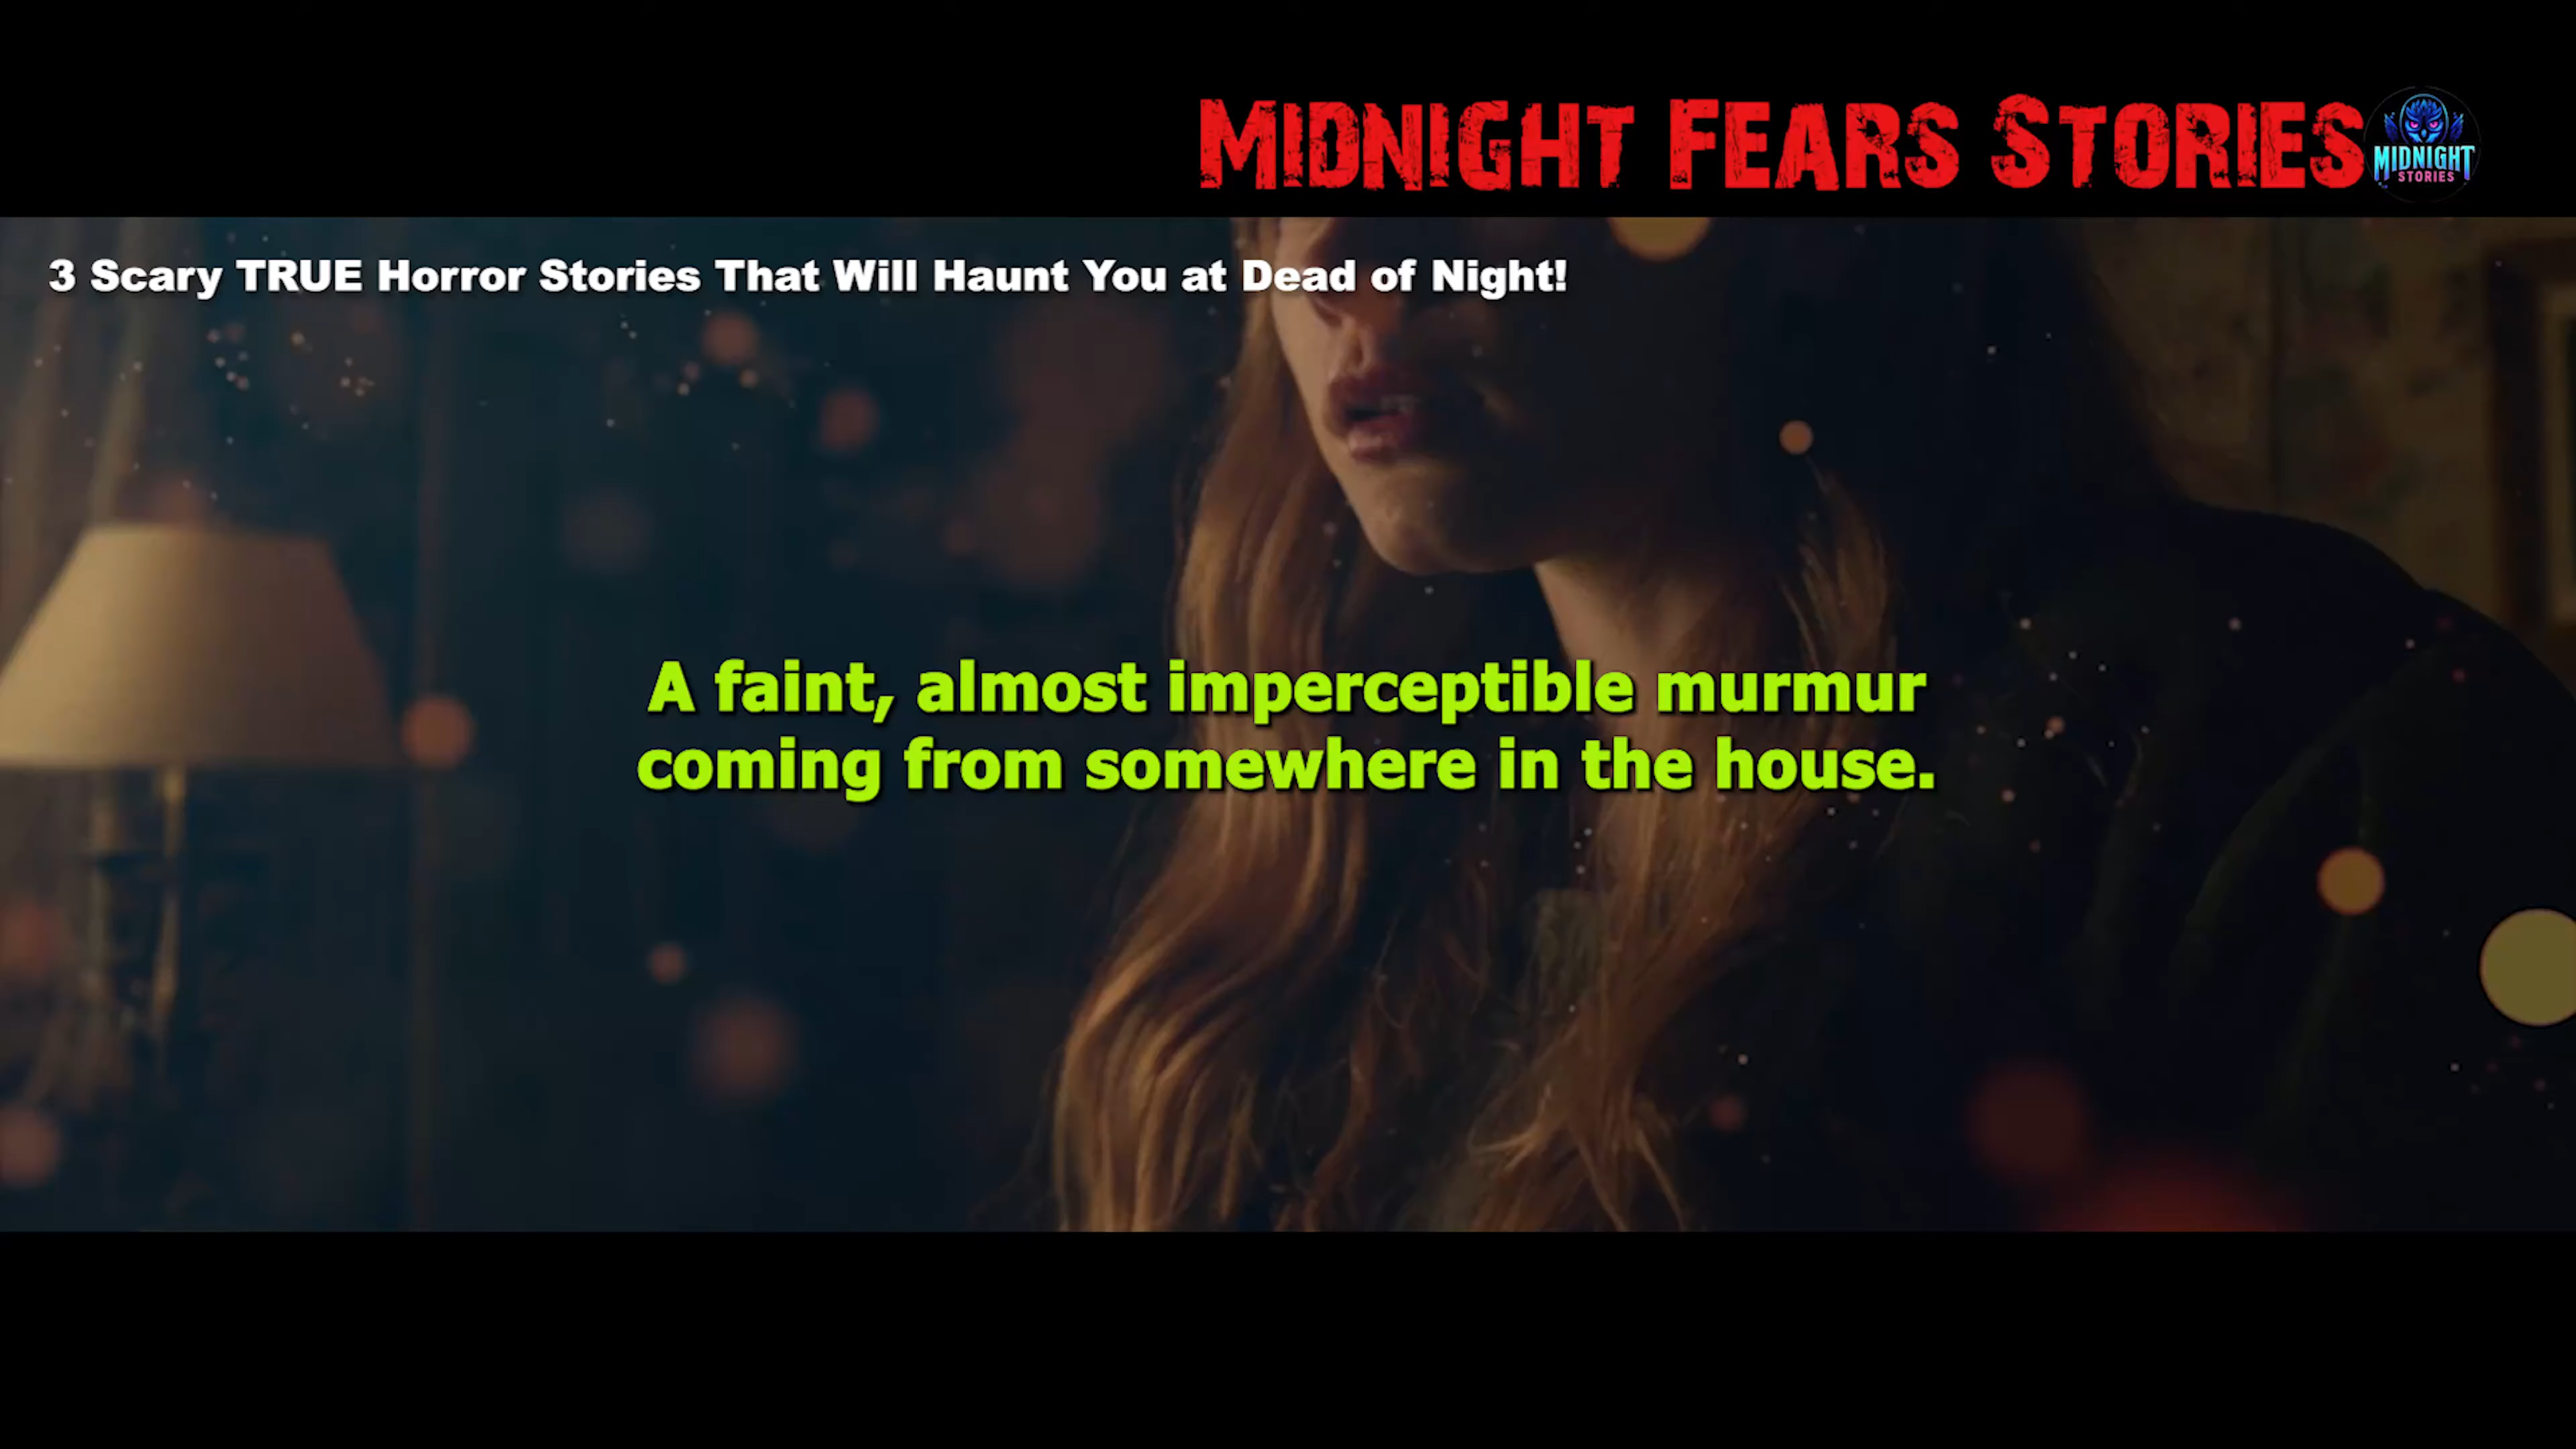 MIDNIGHT FEARS STORIES
MIDNIGHT
STORIES
3 Scary TRUE Horror Stories That Will Haunt You at Dead of Night!
A faint, almost imperceptible murmur
coming from somewhere in the house.